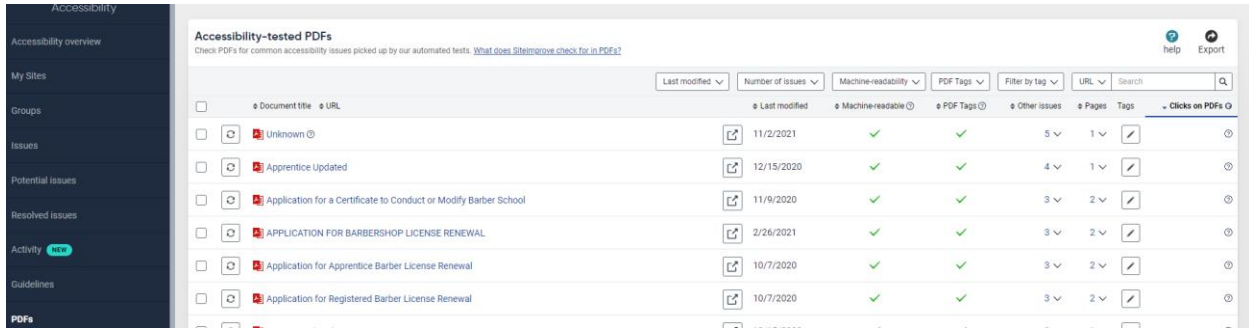 Accessibility
Accessibility overview
My Sites
Groups
Issues
Potential issues
Resolved issues
Activity NEW
Guidelines
PDFs
Accessibility-tested PDFs
Check PDFs for common accessibility issues picked up by our automated tests. What does Siteimprove check for in PDFs?
help Export
Last modified Number of issues Machine-readability PDF Tags Filter by tag URL Search
Document title URL Last modified Machine-readable PDF Tags Other issues Pages Tags Clicks on PDFs
Unknown 11/2/2021 5 1
Apprentice Updated 12/15/2020 4 1
Application for a Certificate to Conduct or Modify Barber School 11/9/2020 3 2
APPLICATION FOR BARBERSHOP LICENSE RENEWAL 2/26/2021 3 2
Application for Apprentice Barber License Renewal 10/7/2020 3 2
Application for Registered Barber License Renewal 10/7/2020 3 2